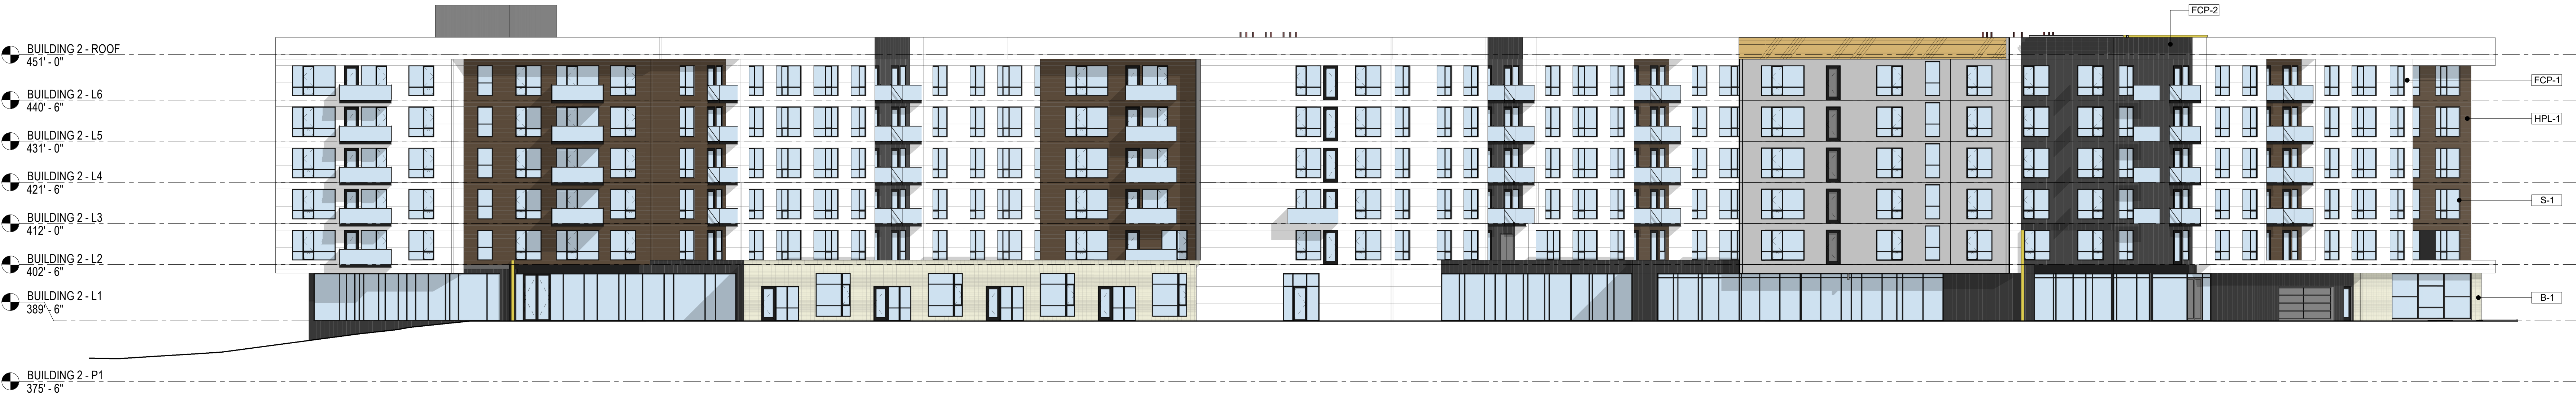 FCP-2
BUILDING 2 - ROOF
451' - 0"
FCP-1
BUILDING 2 - L6
440' - 6"
HPL-1
BUILDING 2 - L5
431' - 0"
BUILDING 2 - L4
421' - 6"
S-1
BUILDING 2 - L3
412' - 0"
BUILDING 2 - L2
402' - 6"
BUILDING 2 - L1
389' - 6"
B-1
BUILDING 2 - P1
375' - 6"